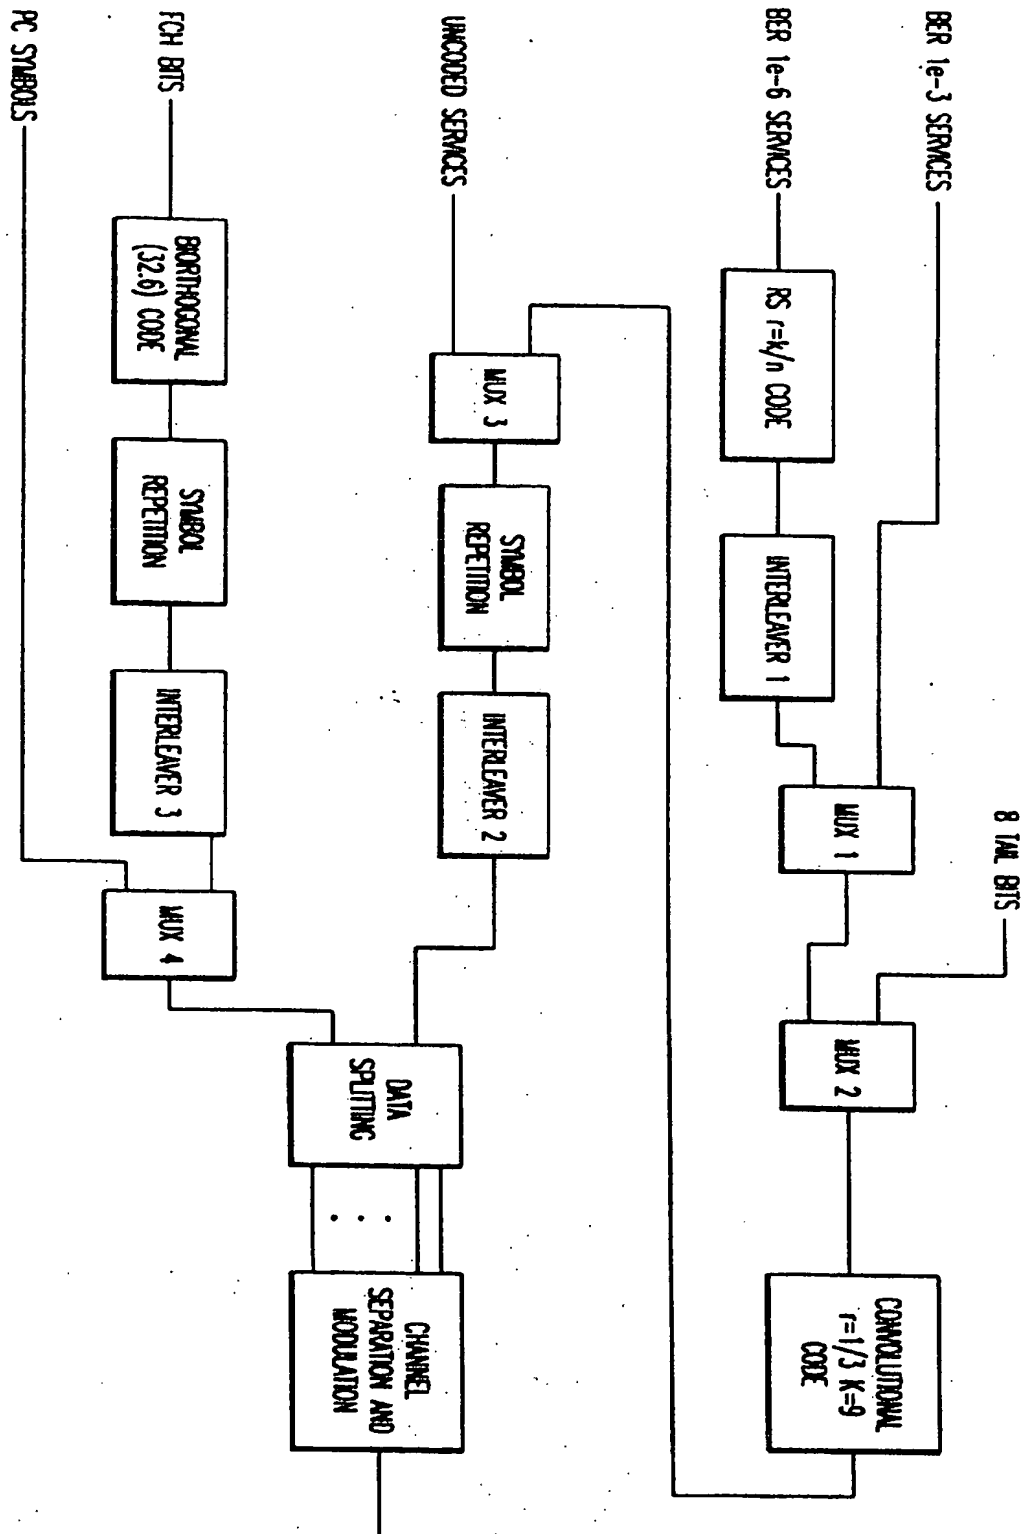 BER 1e-3 SERVICES
BER 1e-6 SERVICES
RS r=k/n CODE
INTERLEAVER 1
MUX 1
8 TAIL BITS
MUX 2
CONVOLUTIONAL
r=1/3 K=9
CODE
UNCODED SERVICES
MUX 3
SYMBOL
REPETITION
INTERLEAVER 2
FCH BITS
BIORTHOGONAL
(32.6) CODE
SYMBOL
REPETITION
INTERLEAVER 3
PC SYMBOLS
MUX 4
DATA
SPLITTING
CHANNEL
SEPARATION AND
MODULATION